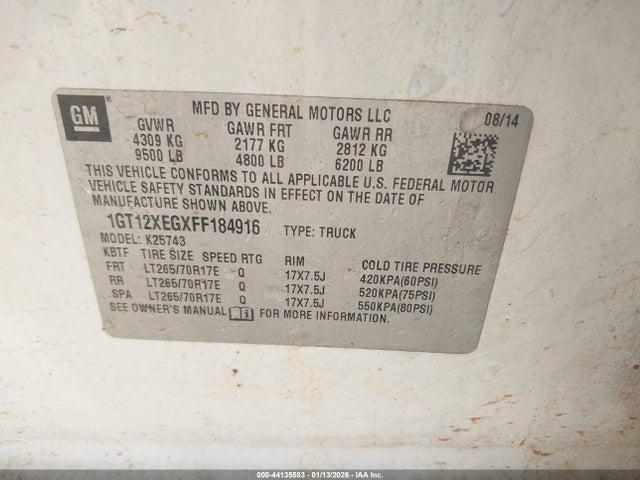 GM ®
MFD BY GENERAL MOTORS LLC 08/14
GVWR GAWR FRT GAWR RR
4309 KG 2177 KG 2812 KG
9500 LB 4800 LB 6200 LB
THIS VEHICLE CONFORMS TO ALL APPLICABLE U.S. FEDERAL MOTOR
VEHICLE SAFETY STANDARDS IN EFFECT ON THE DATE OF
MANUFACTURE SHOWN ABOVE.
1GT12XEGXFF184916 TYPE: TRUCK
MODEL: K25743
KBTF TIRE SIZE SPEED RTG RIM COLD TIRE PRESSURE
FRT LT265/70R17E Q 17X7.5J 420KPA(60PSI)
RR LT265/70R17E Q 17X7.5J 520KPA(75PSI)
SPA LT265/70R17E Q 17X7.5J 550KPA(80PSI)
SEE OWNER'S MANUAL FOR MORE INFORMATION.
000-44135583 - 01/13/2026 - IAA Inc.